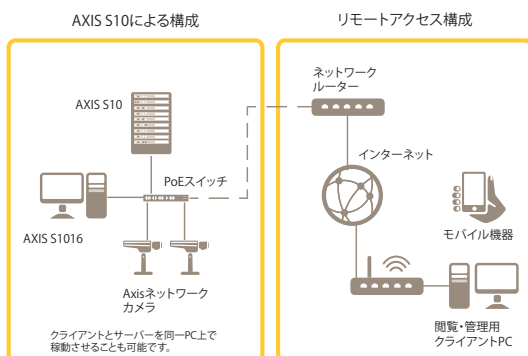 AXIS S10による構成
リモートアクセス構成
AXIS S10
PoEスイッチ
AXIS S1016
Axisネットワーク
カメラ
クライアントとサーバーを同一PC上で
稼動させることも可能です。
ネットワーク
ルーター
インターネット
モバイル機器
閲覧・管理用
クライアントPC